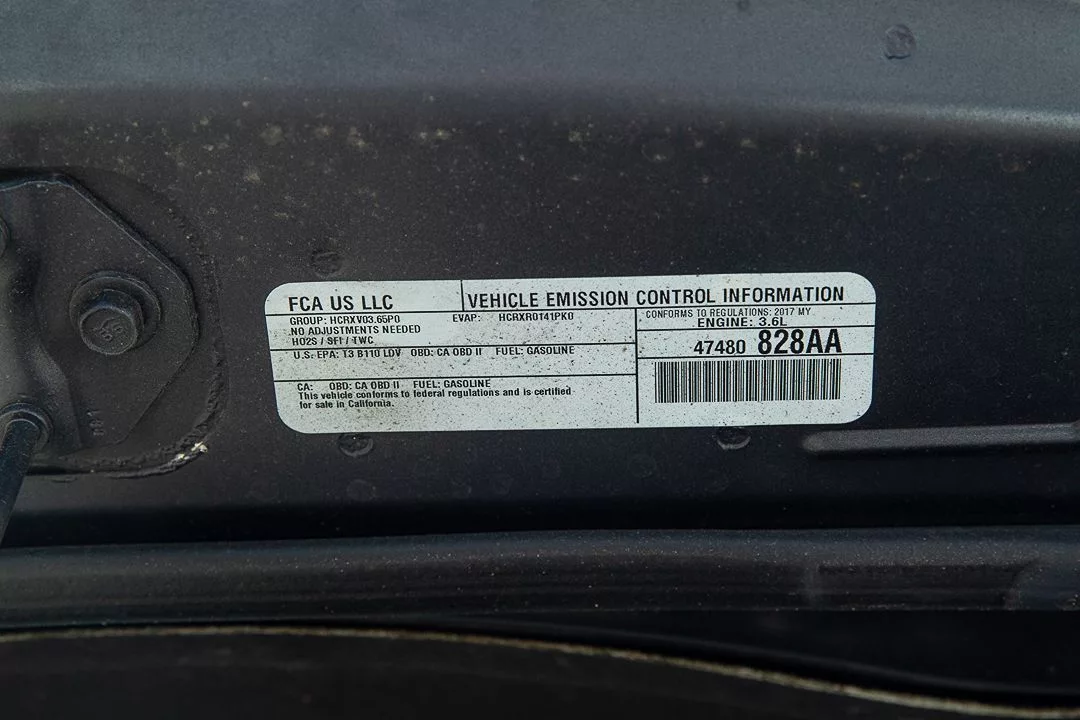 FCA US LLC
VEHICLE EMISSION CONTROL INFORMATION
GROUP: HCRXV03.65P0 EVAP: HCRXR0141PK0
NO ADJUSTMENTS NEEDED
HO2S / SFI / TWC
U.S. EPA: T3 B110 LDV OBD: CA OBD II FUEL: GASOLINE
CA: OBD: CA OBD II FUEL: GASOLINE
This vehicle conforms to federal regulations and is certified
for sale in California.
CONFORMS TO REGULATIONS: 2017 MY
ENGINE: 3.6L
47480 828AA